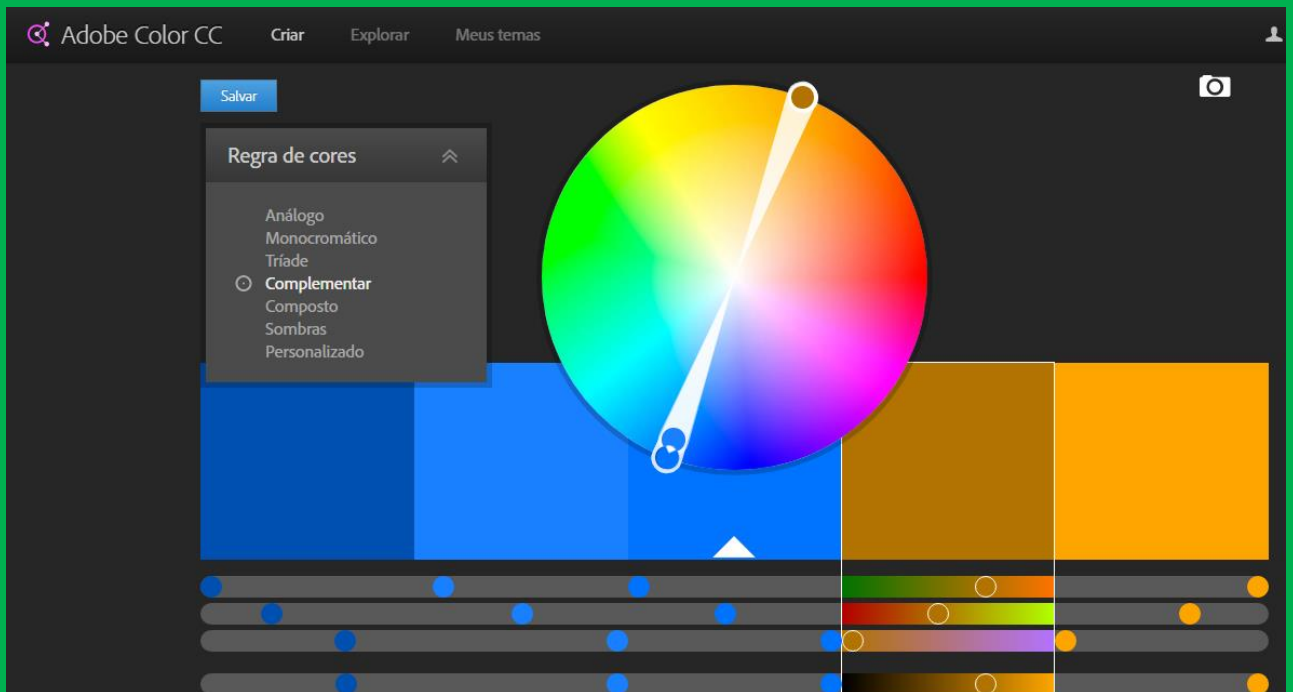 Adobe Color CC Criar Explorar Meus temas
Salvar
Regra de cores
Análogo
Monocromático
Tríade
Complementar
Composto
Sombras
Personalizado